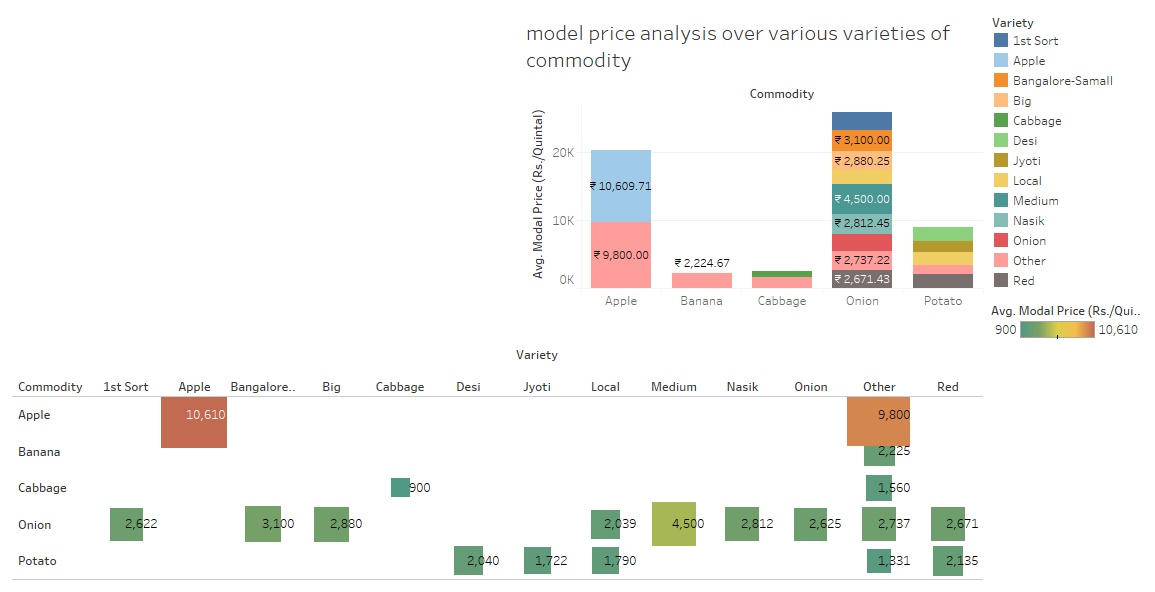 model price analysis over various varieties of
commodity
Commodity
Avg. Modal Price (Rs./Quintal)
20K
10K
0K
₹ 10,609.71
₹ 9,800.00
₹ 2,224.67
₹ 3,100.00
₹ 2,880.25
₹ 4,500.00
₹ 2,812.45
₹ 2,737.22
₹ 2,671.43
Apple Banana Cabbage Onion Potato
Variety
1st Sort
Apple
Bangalore-Samall
Big
Cabbage
Desi
Jyoti
Local
Medium
Nasik
Onion
Other
Red
Avg. Modal Price (Rs./Qui..
900 10,610
Variety
Commodity 1st Sort Apple Bangalore.. Big Cabbage Desi Jyoti Local Medium Nasik Onion Other Red
Apple 10,610 9,800
Banana 2,225
Cabbage 900 1,560
Onion 2,622 3,100 2,880 2,039 4,500 2,812 2,625 2,737 2,671
Potato 2,040 1,722 1,790 1,331 2,135